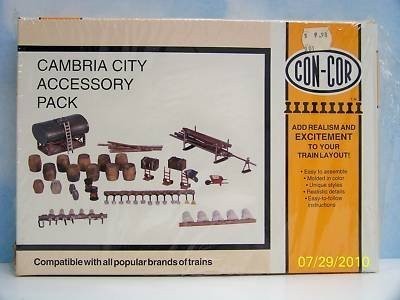 CAMBRIA CITY
ACCESSORY
PACK
CON-COR
ADD REALISM AND
EXCITEMENT
TO YOUR
TRAIN LAYOUT!
• Easy to assemble
• Molded in color
• Unique styles
• Realistic details
• Easy-to-follow
instructions
Compatible with all popular brands of trains
07/29/2010